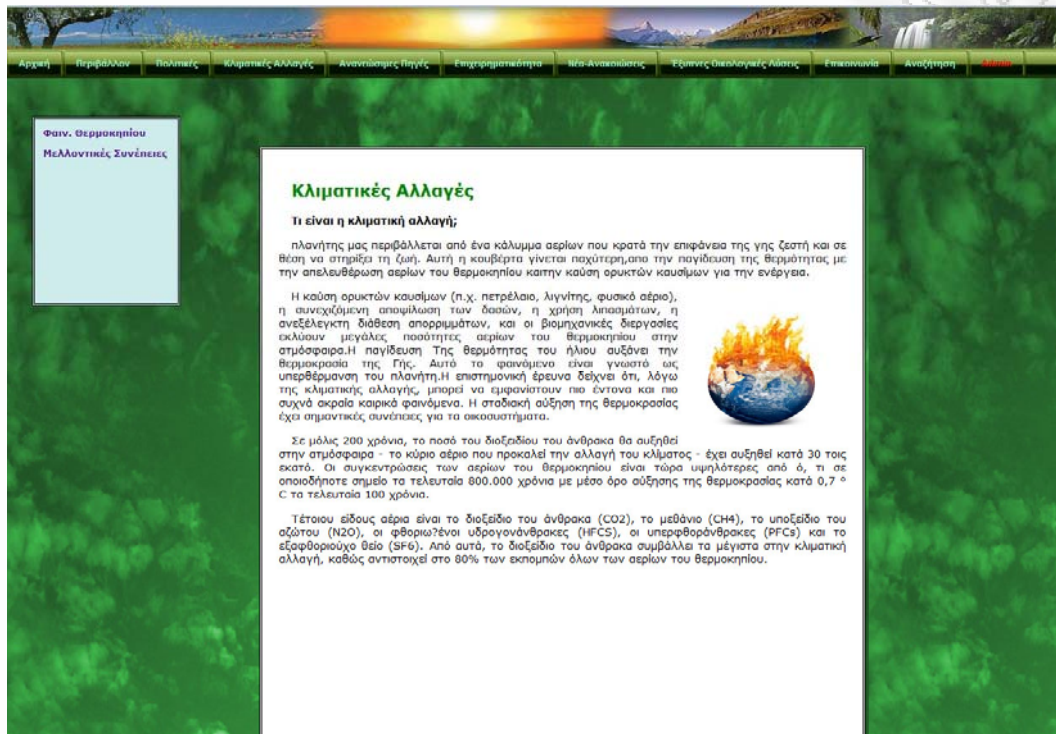 Αρχική Περιβάλλον Πολιτικές Κλιματικές Αλλαγές Ανανεώσιμες Πηγές Επιχειρηματικότητα Νέα-Ανακοινώσεις Έξυπνες Οικολογικές Λύσεις Επικοινωνία Αναζήτηση
Φαιν. Θερμοκηπίου
Μελλοντικές Συνέπειες
Κλιματικές Αλλαγές
Τι είναι η κλιματική αλλαγή;
πλανήτης μας περιβάλλεται από ένα κάλυμμα αερίων που κρατά την επιφάνεια της γης ζεστή και σε
θέση να στηρίξει τη ζωή. Αυτή η κουβέρτα γίνεται παχύτερη,απο την παγίδευση της θερμότητας με
την απελευθέρωση αερίων του θερμοκηπίου καιτην καύση ορυκτών καυσίμων για την ενέργεια.
Η καύση ορυκτών καυσίμων (π.χ. πετρέλαιο, λιγνίτης, φυσικό αέριο),
η συνεχιζόμενη αποψίλωση των δασών, η χρήση λιπασμάτων, η
ανεξέλεγκτη διάθεση απορριμμάτων, και οι βιομηχανικές διεργασίες
εκλύουν μεγάλες ποσότητες αερίων του θερμοκηπίου στην
ατμόσφαιρα.Η παγίδευση Της θερμότητας του ήλιου αυξάνει την
θερμοκρασία της Γής. Αυτό το φαινόμενο είναι γνωστό ως
υπερθέρμανση του πλανήτη.Η επιστημονική έρευνα δείχνει ότι, λόγω
της κλιματικής αλλαγής, μπορεί να εμφανίστουν πιο έντονα και πιο
συχνά ακραία καιρικά φαινόμενα. Η σταδιακή αύξηση της θερμοκρασίας
έχει σημαντικές συνέπειες για τα οικοσυστήματα.
Σε μόλις 200 χρόνια, το ποσό του διοξειδίου του άνθρακα θα αυξηθεί
στην ατμόσφαιρα - το κύριο αέριο που προκαλεί την αλλαγή του κλίματος - έχει αυξηθεί κατά 30 τοις
εκατό. Οι συγκεντρώσεις των αερίων του θερμοκηπίου είναι τώρα υψηλότερες από ό, τι σε
οποιοδήποτε σημείο τα τελευταία 800.000 χρόνια με μέσο όρο αύξησης της θερμοκρασίας κατά 0,7 °
C τα τελευταία 100 χρόνια.
Τέτοιου είδους αέρια είναι το διοξείδιο του άνθρακα (CO2), το μεθάνιο (CH4), το υποξείδιο του
αζώτου (N2O), οι φθοριω?ένοι υδρογονάνθρακες (HFCS), οι υπερφθοράνθρακες (PFCs) και το
εξαφθοριούχο θείο (SF6). Από αυτά, το διοξείδιο του άνθρακα συμβάλλει τα μέγιστα στην κλιματική
αλλαγή, καθώς αντιστοιχεί στο 80% των εκπομπών όλων των αερίων του θερμοκηπίου.